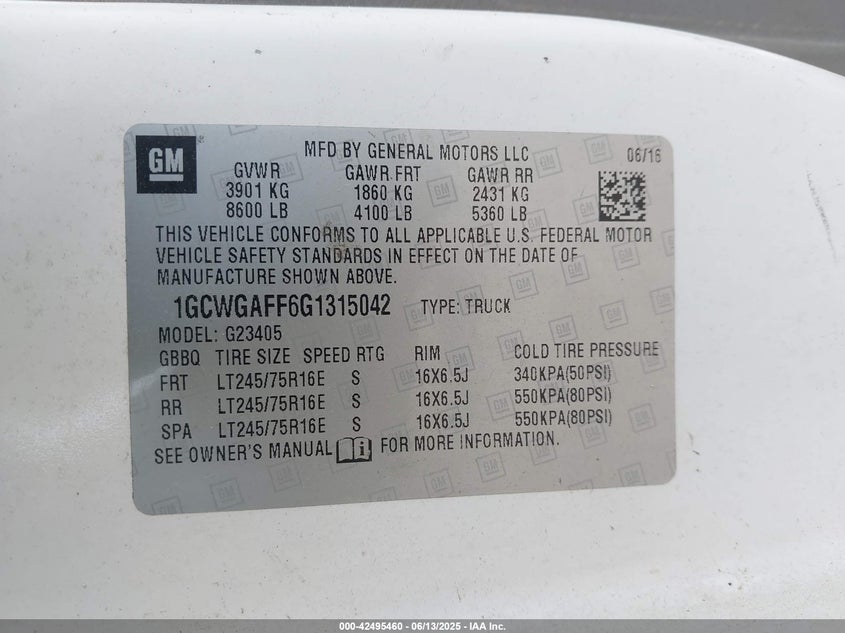 GM
MFD BY GENERAL MOTORS LLC 06/16
GVWR GAWR FRT GAWR RR
3901 KG 1860 KG 2431 KG
8600 LB 4100 LB 5360 LB
THIS VEHICLE CONFORMS TO ALL APPLICABLE U.S. FEDERAL MOTOR
VEHICLE SAFETY STANDARDS IN EFFECT ON THE DATE OF
MANUFACTURE SHOWN ABOVE.
1GCWGAFF6G1315042 TYPE: TRUCK
MODEL: G23405
GBBQ TIRE SIZE SPEED RTG RIM COLD TIRE PRESSURE
FRT LT245/75R16E S 16X6.5J 340KPA(50PSI)
RR LT245/75R16E S 16X6.5J 550KPA(80PSI)
SPA LT245/75R16E S 16X6.5J 550KPA(80PSI)
SEE OWNER'S MANUAL FOR MORE INFORMATION.
000-42495460 - 06/13/2025 - IAA Inc.